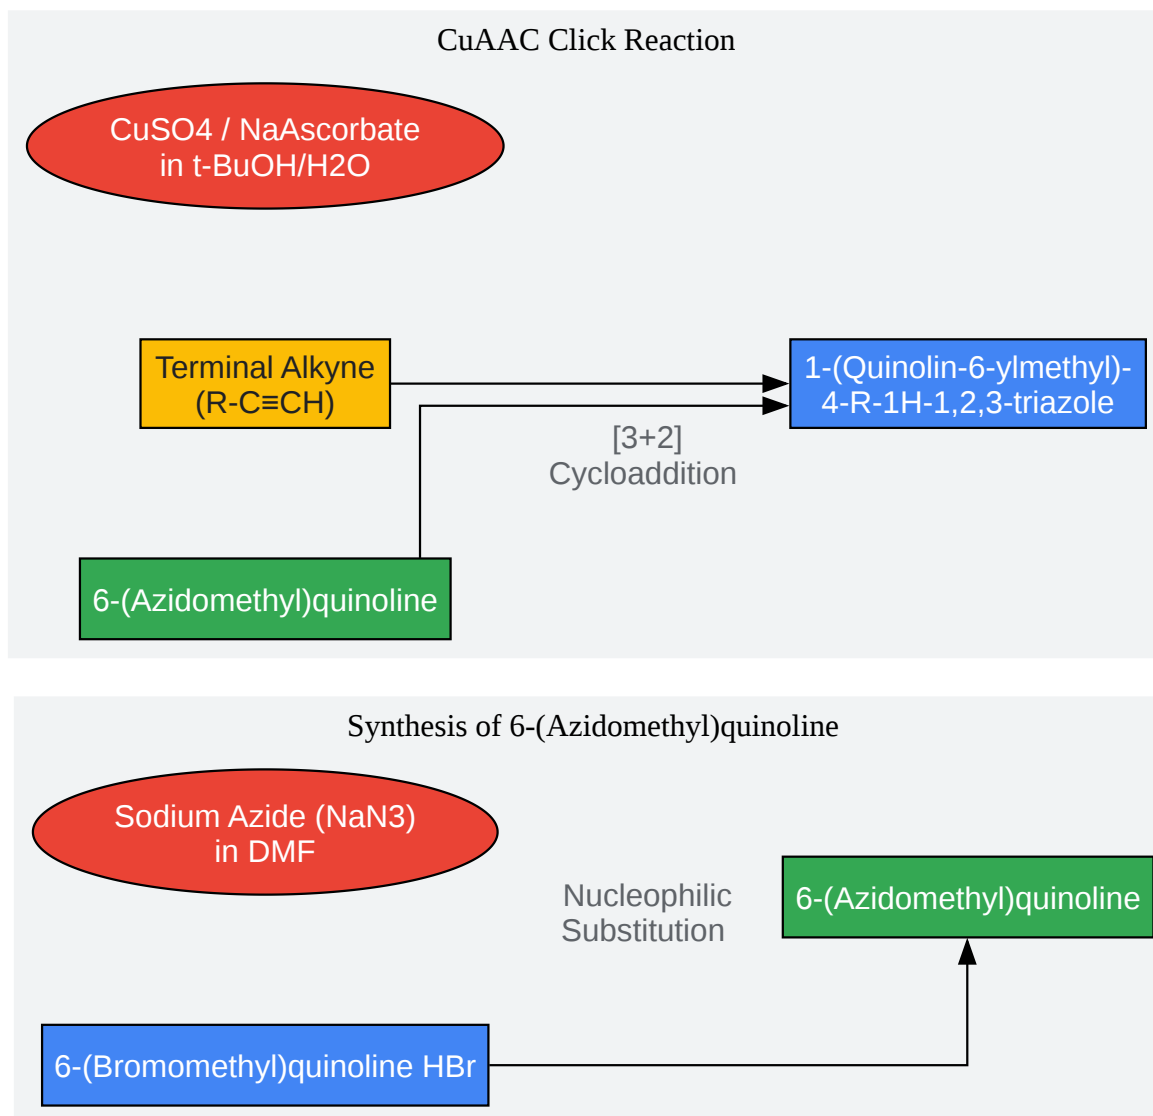 CuAAC Click Reaction
CuSO4 / NaAscorbate
in t-BuOH/H2O
Terminal Alkyne
(R-C≡CH)
1-(Quinolin-6-ylmethyl)-
4-R-1H-1,2,3-triazole
[3+2]
Cycloaddition
6-(Azidomethyl)quinoline
Synthesis of 6-(Azidomethyl)quinoline
Sodium Azide (NaN3)
in DMF
Nucleophilic
Substitution
6-(Azidomethyl)quinoline
6-(Bromomethyl)quinoline HBr